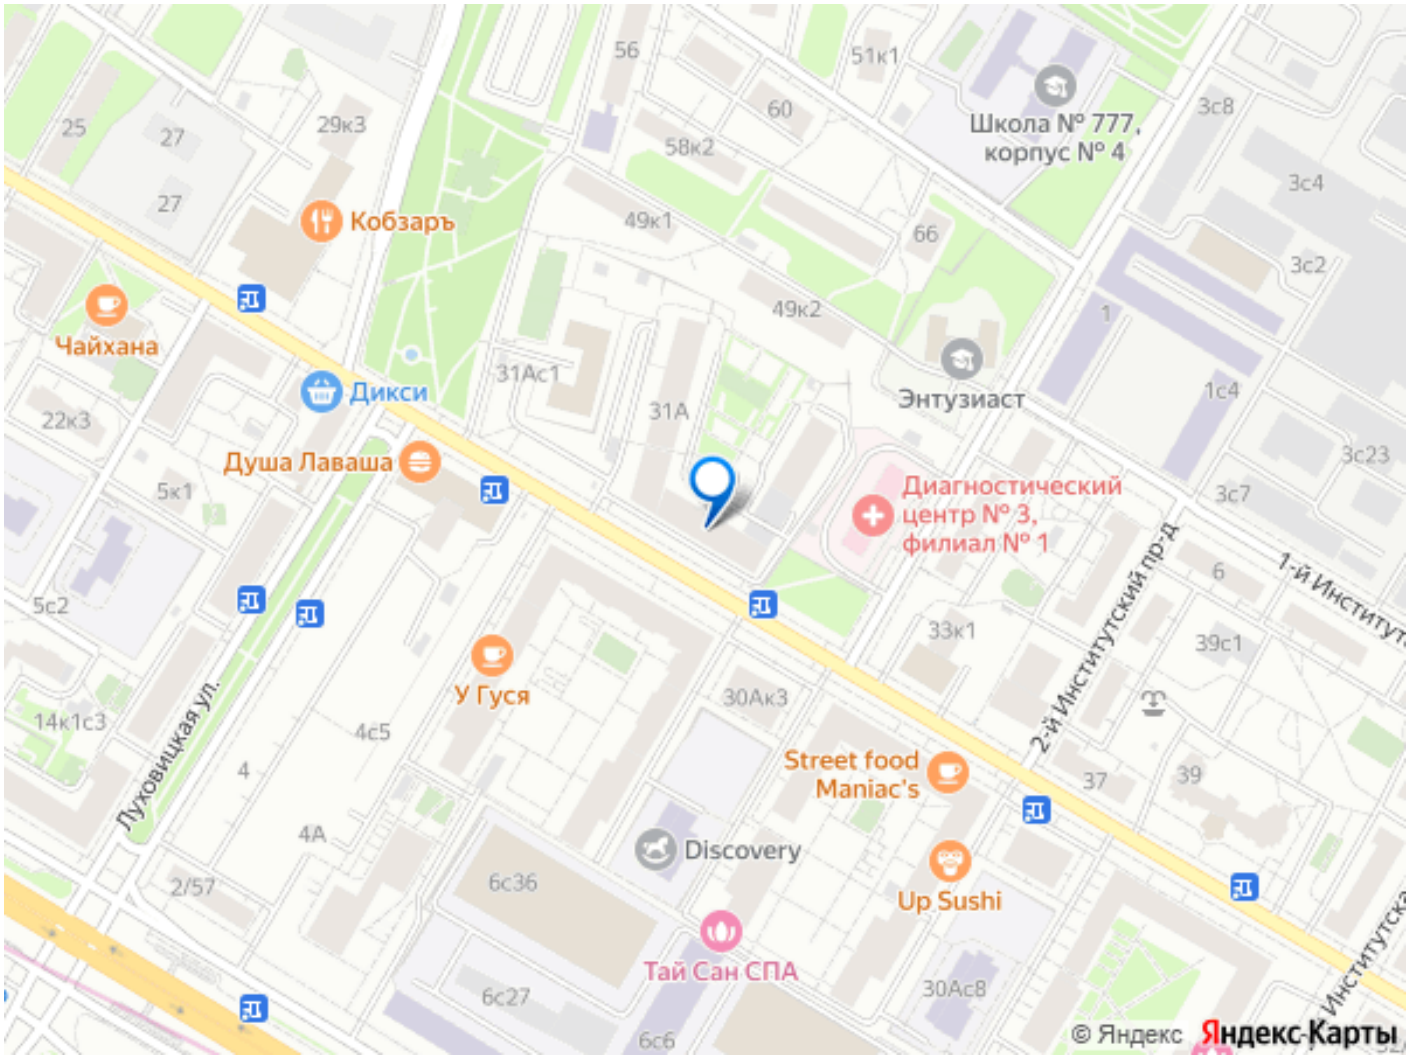 56
51к1
60
3с8
Школа № 777,
корпус № 4
25
27
29к3
58к2
3с4
27
Кобзаръ
49к1
66
3с2
49к2
1
Чайхана
31Ас1
Дикси
Энтузиаст
1с4
22к3
31А
Душа Лаваша
3с23
5к1
Диагностический
центр № 3,
филиал № 1
3с7
2-й Институтский пр-д
6
1-й Институтс
5с2
33к1
39с1
У Гуся
30Ак3
14к1с3
Луховицкая ул.
4с5
Street food
Maniac's
4
37
39
4А
Discovery
2/57
6с36
Up Sushi
Тай Сан СПА
6с27
30Ас8
й Институтска
6с6
© Яндекс Яндекс Карты